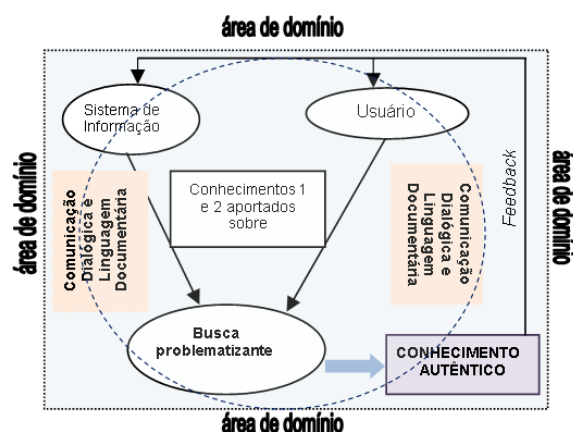 área de domínio
Sistema de
Informação
Usuário
área de domínio
Comunicação
Dialógica e
Linguagem
Documentária
Conhecimentos 1
e 2 aportados
sobre
Comunicação
Dialógica e
Linguagem
Documentária
Feedback
área de domínio
Busca
problematizante
CONHECIMENTO
AUTÊNTICO
área de domínio